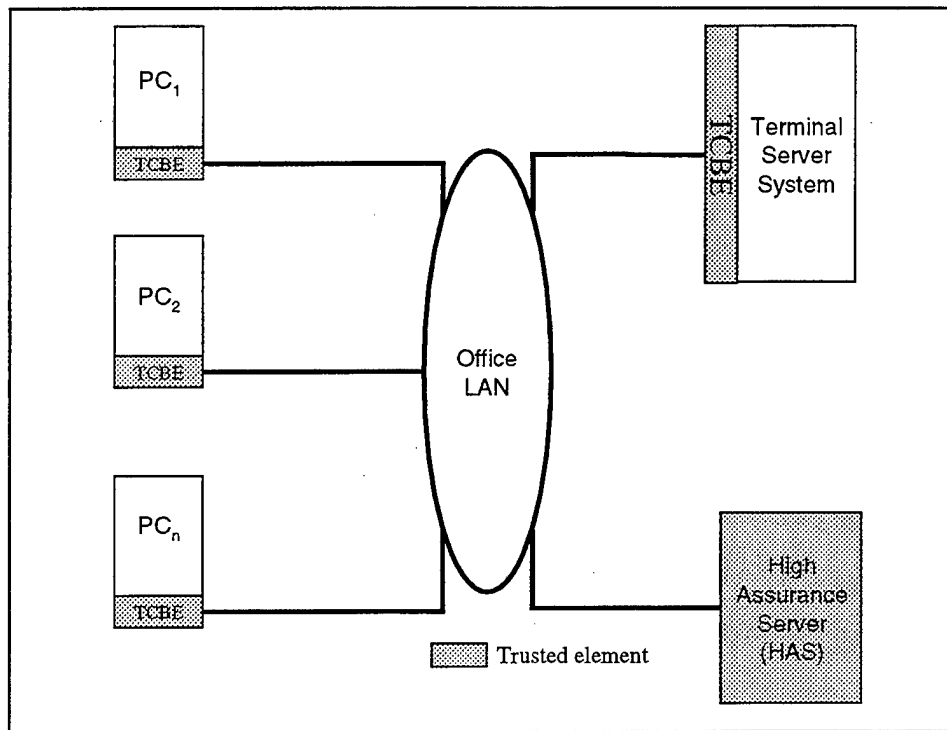 PC1
TCBE
PC2
TCBE
PCn
TCBE
Office
LAN
TCBE
Terminal
Server
System
High
Assurance
Server
(HAS)
Trusted element